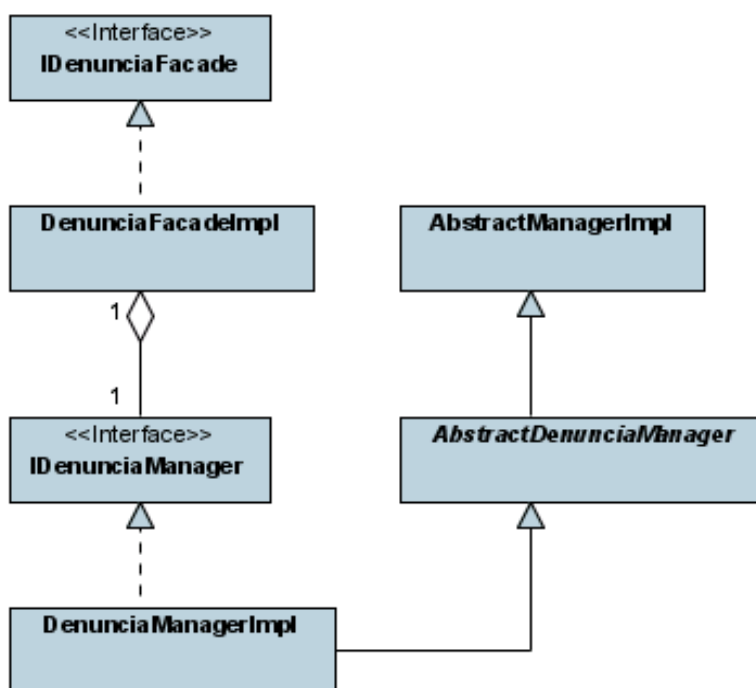 <<Interface>>
IDenunciaFacade
DenunciaFacadeImpl
AbstractManagerImpl
1
1
<<Interface>>
IDenunciaManager
AbstractDenunciaManager
DenunciaManagerImpl